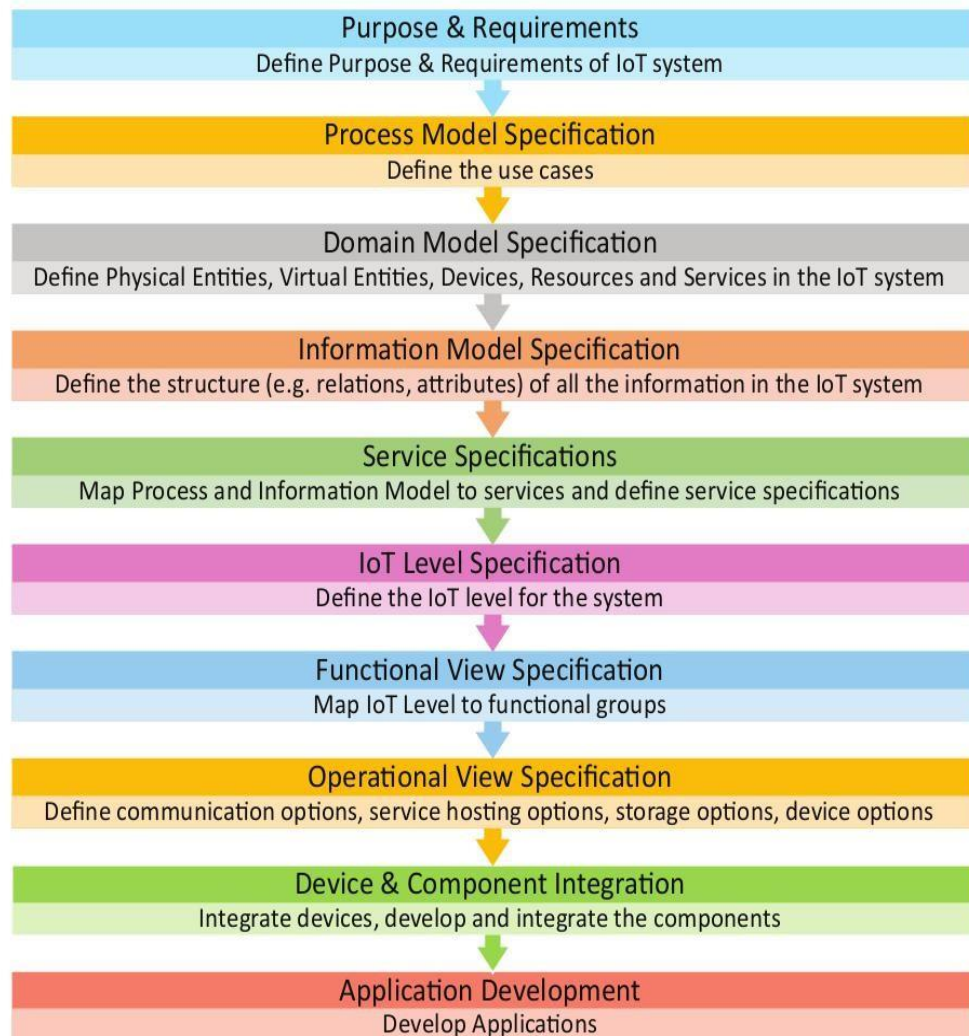 Purpose & Requirements
Define Purpose & Requirements of IoT system
Process Model Specification
Define the use cases
Domain Model Specification
Define Physical Entities, Virtual Entities, Devices, Resources and Services in the IoT system
Information Model Specification
Define the structure (e.g. relations, attributes) of all the information in the IoT system
Service Specifications
Map Process and Information Model to services and define service specifications
IoT Level Specification
Define the IoT level for the system
Functional View Specification
Map IoT Level to functional groups
Operational View Specification
Define communication options, service hosting options, storage options, device options
Device & Component Integration
Integrate devices, develop and integrate the components
Application Development
Develop Applications